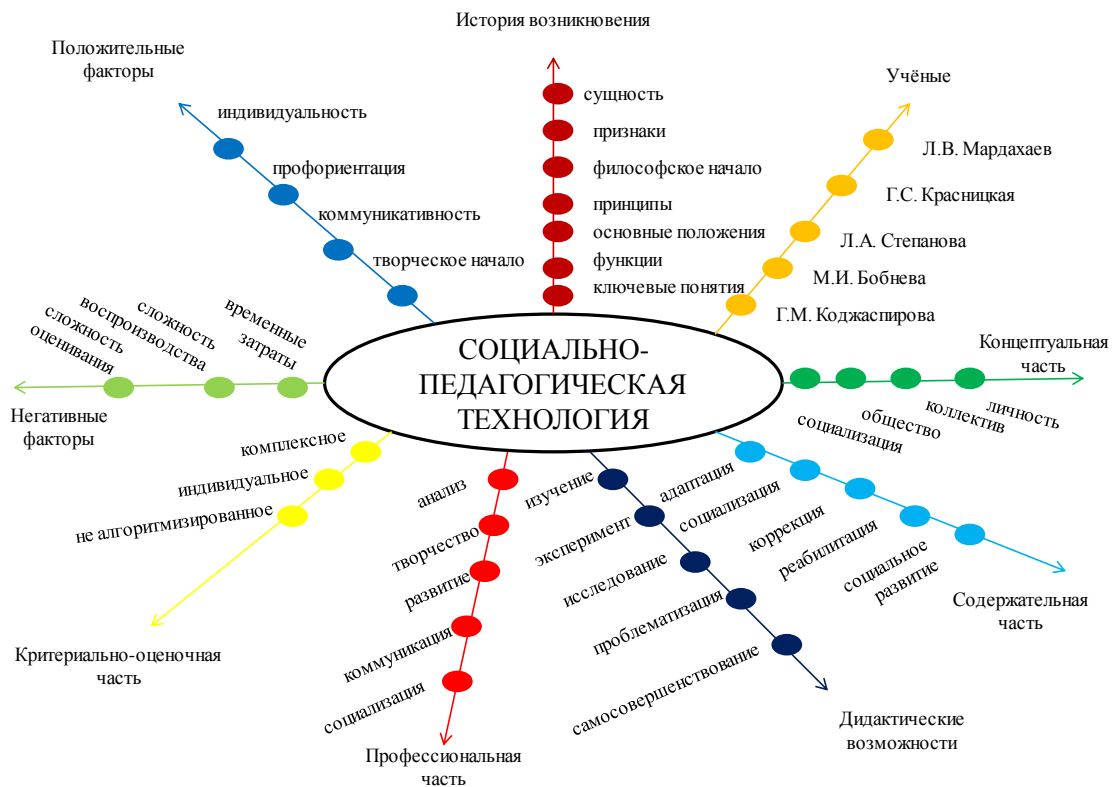 История возникновения
сущность
признаки
философское начало
принципы
основные положения
функции
ключевые понятия
Учёные
Л.В. Мардахаев
Г.С. Красницкая
Л.А. Степанова
М.И. Бобнева
Г.М. Коджаспирова
Концептуальная
часть
социализация
общество
коллектив
личность
Содержательная
часть
адаптация
социализация
коррекция
реабилитация
социальное
развитие
Дидактические
возможности
изучение
эксперимент
исследование
проблематизация
самосовершенствование
Профессиональная
часть
анализ
творчество
развитие
коммуникация
социализация
Критериально-оценочная
часть
комплексное
индивидуальное
не алгоритмизированное
Негативные
факторы
сложность
оценивания
сложность
воспроизводства
временные
затраты
Положительные
факторы
индивидуальность
профориентация
коммуникативность
творческое начало
СОЦИАЛЬНО-
ПЕДАГОГИЧЕСКАЯ
ТЕХНОЛОГИЯ